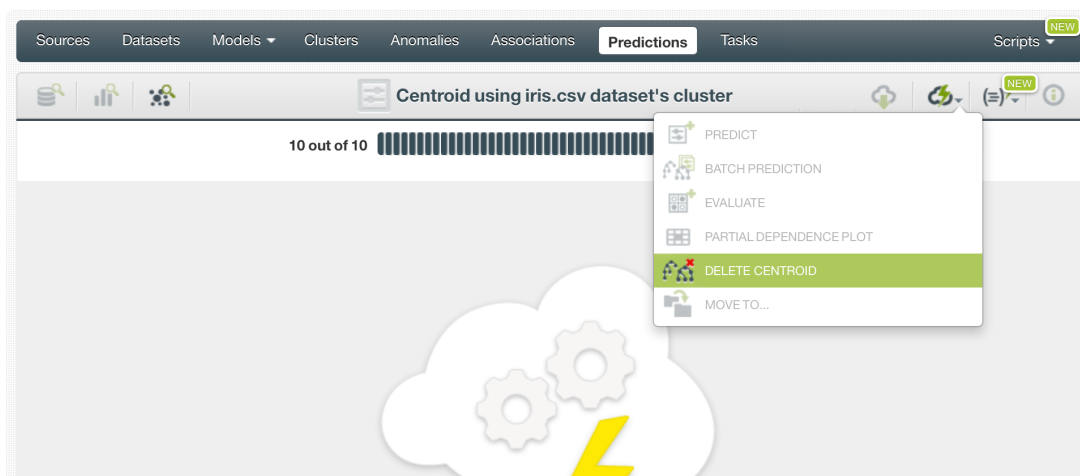 NEW
Sources Datasets Models Clusters Anomalies Associations Predictions Tasks Scripts
Centroid using iris.csv dataset's cluster
NEW
10 out of 10
PREDICT
BATCH PREDICTION
EVALUATE
PARTIAL DEPENDENCE PLOT
DELETE CENTROID
MOVE TO...